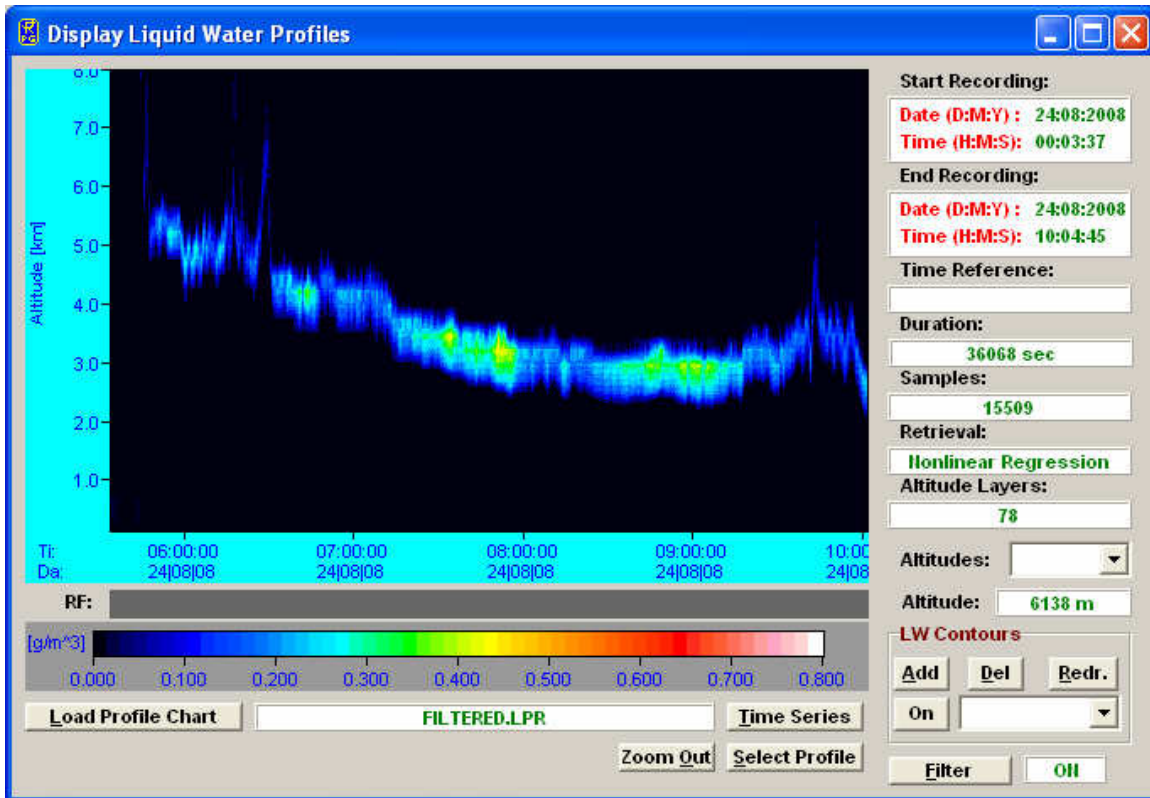 Display Liquid Water Profiles
8.0
7.0
6.0
5.0
4.0
3.0
2.0
1.0
Altitude [km]
Ti: 06:00:00 07:00:00 08:00:00 09:00:00 10:00
Da: 24|08|08 24|08|08 24|08|08 24|08|08 24|08
RF:
[g/m^3]
0.000 0.100 0.200 0.300 0.400 0.500 0.600 0.700 0.800
Load Profile Chart FILTERED.LPR Time Series
Zoom Out Select Profile
Start Recording:
Date (D:M:Y) : 24:08:2008
Time (H:M:S): 00:03:37
End Recording:
Date (D:M:Y) : 24:08:2008
Time (H:M:S): 10:04:45
Time Reference:
Duration:
36068 sec
Samples:
15509
Retrieval:
Nonlinear Regression
Altitude Layers:
78
Altitudes:
Altitude: 6138 m
LW Contours
Add Del Redr.
On
Filter ON